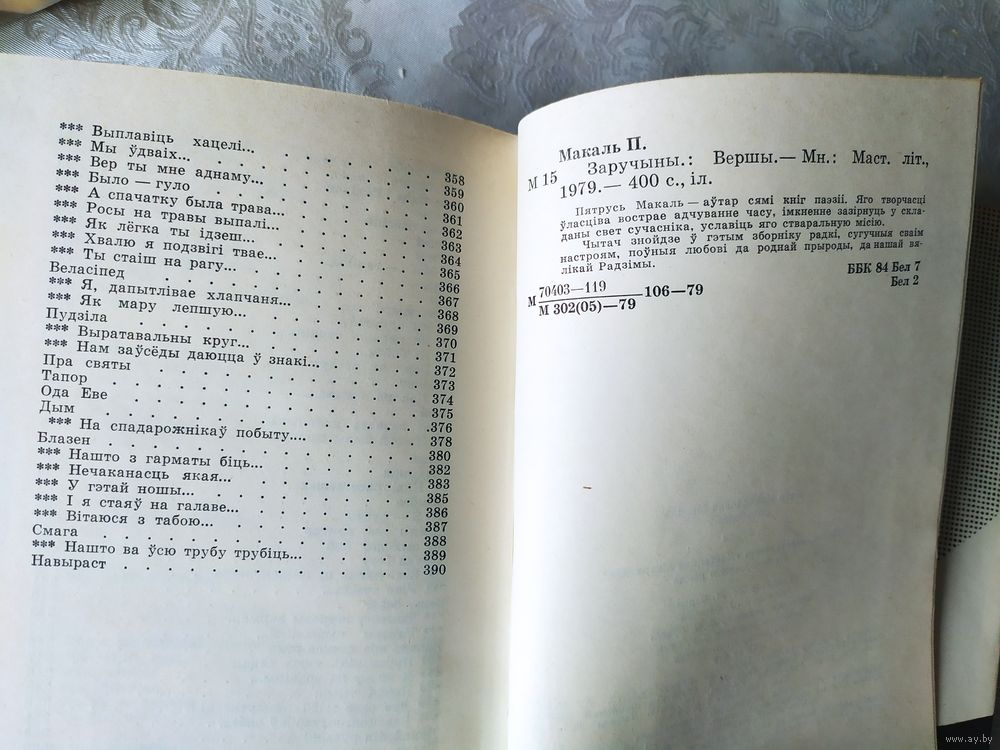 *** Выплавіць хацелі... 358
*** Мы ўдваіх... 359
*** Вер ты мне аднаму... 360
*** Было — гуло 361
*** А спачатку была трава... 362
*** Росы на травы выпалі... 363
*** Як лёгка ты ідзеш... 364
*** Хвалю я подзвігі твае... 365
*** Ты стаіш на рагу... 366
Веласіпед 367
*** Я, дапытлівае хлапчаня... 368
*** Як мару лепшую... 369
Пудзіла 370
*** Выратавальны круг... 371
*** Нам заўсёды даюцца ў знакі... 372
Пра святы 373
Тапор 374
Ода Еве 375
Дым 376
*** На спадарожнікаў побыту.... 378
Блазен 380
*** Нашто з гарматы біць... 382
*** Нечаканасць якая... 383
*** У гэтай ношы... 385
*** І я стаяў на галаве... 386
*** Вітаюся з табою... 387
Смага 388
*** Нашто ва ўсю трубу трубіць... 389
Навыраст 390
Макаль П.
М 15 Заручыны.: Вершы.— Мн.: Маст. літ.,
1979.— 400 с., іл.
Пятрусь Макаль — аўтар сямі кніг паэзіі. Яго творчасці
ўласціва вострае адчуванне часу, імкненне зазірнуць у скла-
даны свет сучасніка, уславіць яго стваральную місію.
Чытач знойдзе ў гэтым зборніку радкі, сугучныя сваім
настроям, поўныя любові да роднай прыроды, да нашай вя-
лікай Радзімы.
ББК 84 Бел 7
Бел 2
М 70403—119 106—79
М 302(05)—79
www.ay.by